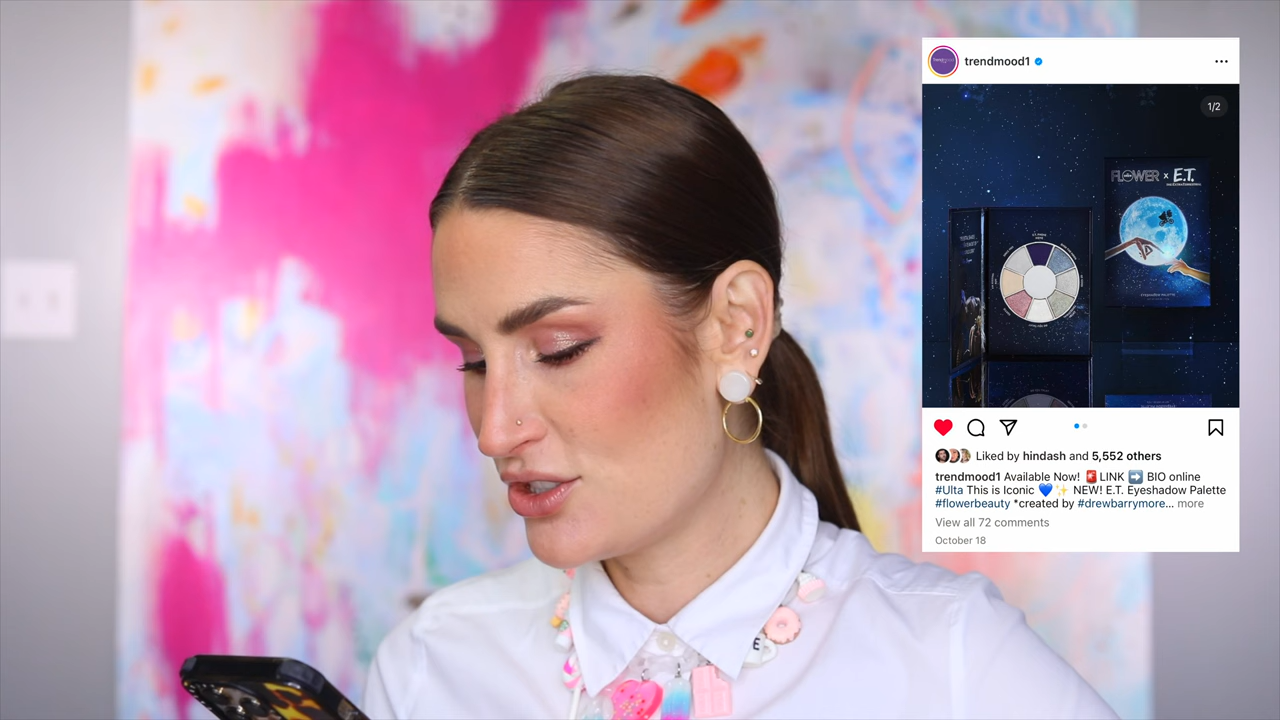 trendmood1
1/2
FLOWER x E.T.
Liked by hindash and 5,552 others
trendmood1 Available Now! 🚨LINK ➡️ BIO online
#Ulta This is Iconic 💙✨ NEW! E.T. Eyeshadow Palette
#flowerbeauty *created by #drewbarrymore... more
View all 72 comments
October 18
E